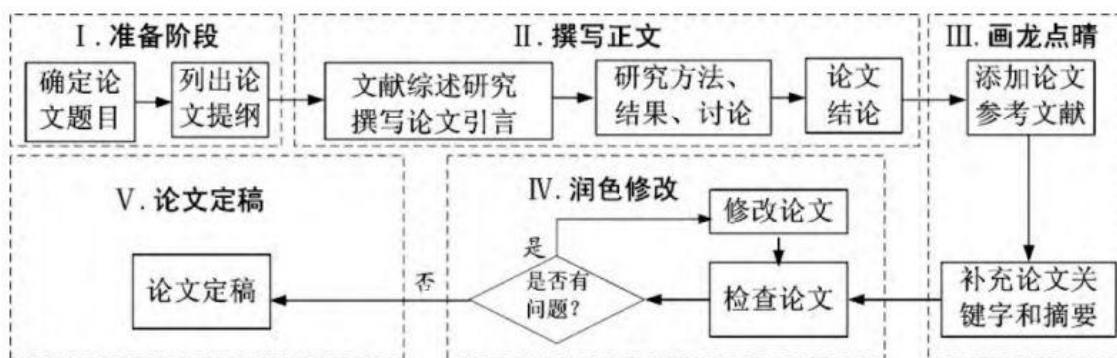 Ⅰ.准备阶段
确定论
文题目
列出论
文提纲
Ⅱ.撰写正文
文献综述研究
撰写论文引言
研究方法、
结果、讨论
论文
结论
Ⅲ.画龙点晴
添加论文
参考文献
补充论文关
键字和摘要
Ⅳ.润色修改
修改论文
检查论文
是
是否有
问题?
否
Ⅴ.论文定稿
论文定稿